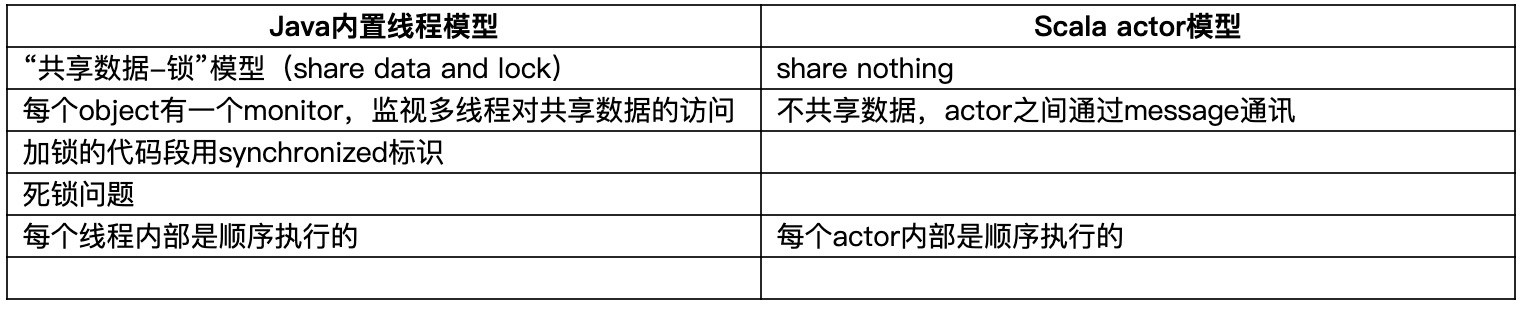 Java内置线程模型
Scala actor模型
“共享数据-锁”模型（share data and lock）
share nothing
每个object有一个monitor，监视多线程对共享数据的访问
不共享数据，actor之间通过message通讯
加锁的代码段用synchronized标识
死锁问题
每个线程内部是顺序执行的
每个actor内部是顺序执行的